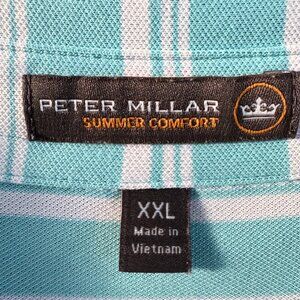 PETER MILLAR
SUMMER COMFORT
XXL
Made in
Vietnam